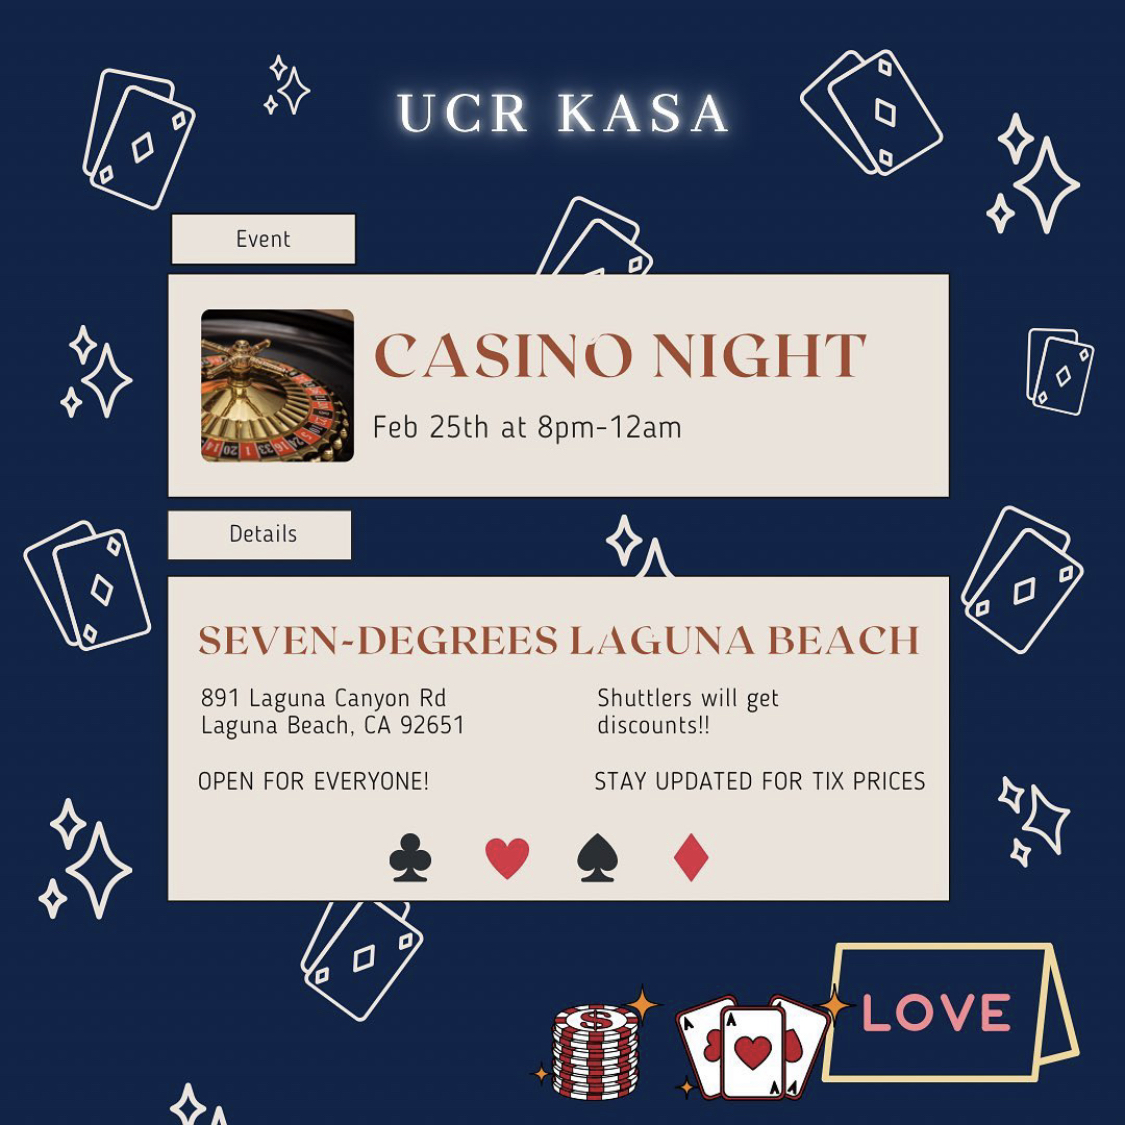 UCR KASA
Event
CASINO NIGHT
Feb 25th at 8pm-12am
Details
SEVEN-DEGREES LAGUNA BEACH
891 Laguna Canyon Rd
Laguna Beach, CA 92651
Shuttlers will get
discounts!!
OPEN FOR EVERYONE!
STAY UPDATED FOR TIX PRICES
LOVE